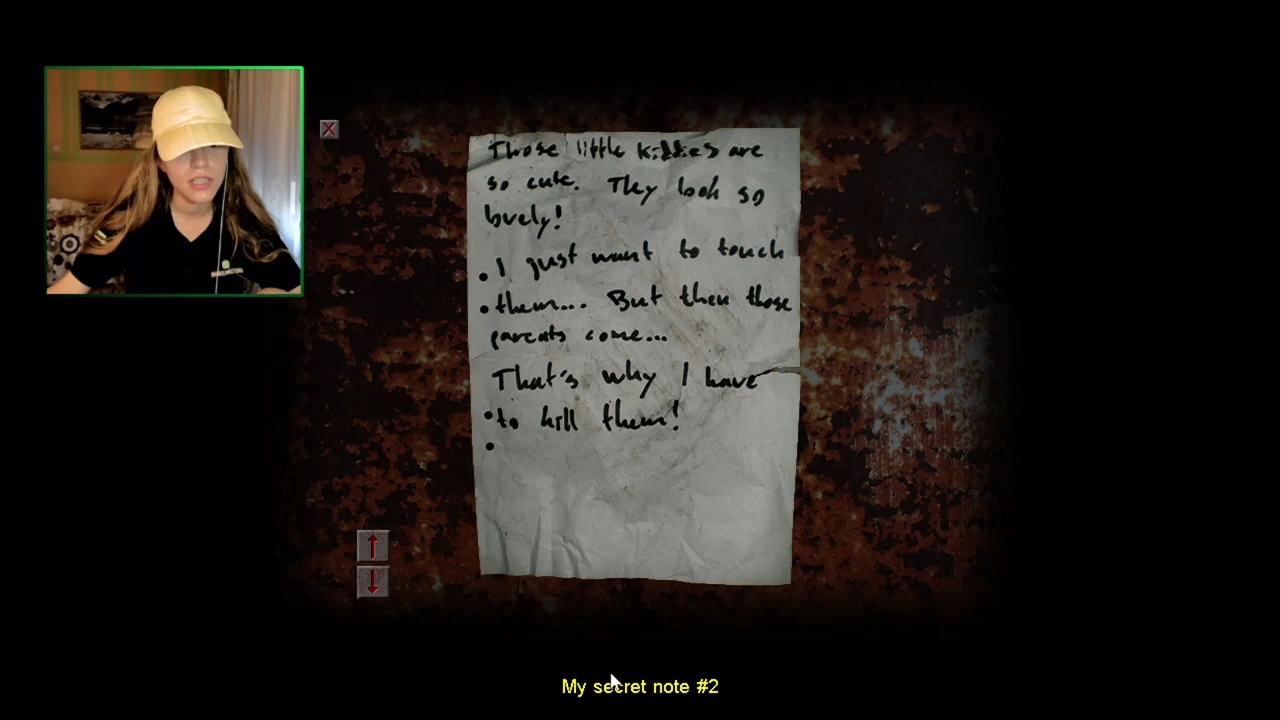 Those little kiddies are
so cute. They look so
lovely!
I just want to touch
them... But then those
parents come...
That's why I have
to kill them!
My secret note #2